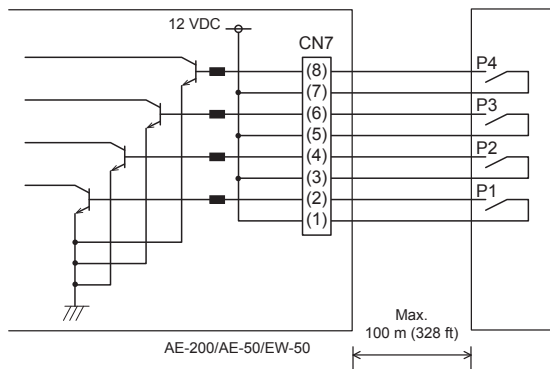 12 VDC
CN7
(8)
(7)
(6)
(5)
(4)
(3)
(2)
(1)
P4
P3
P2
P1
Max.
100 m (328 ft)
AE-200/AE-50/EW-50